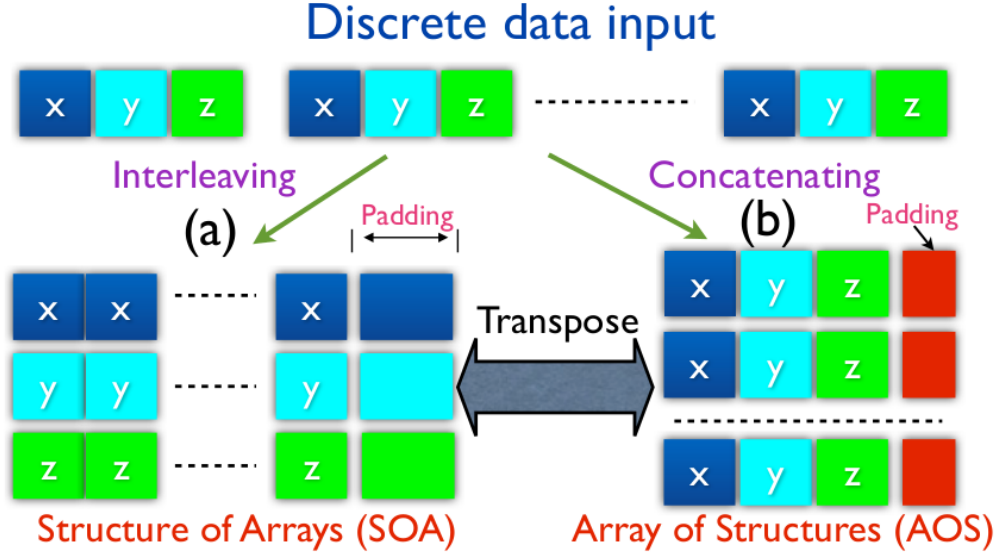 Discrete data input
x y z x y z x y z
Interleaving
Concatenating
(a)
(b)
Padding
Padding
x x x
y y y
z z z
Transpose
x y z
x y z
x y z
Structure of Arrays (SOA)
Array of Structures (AOS)